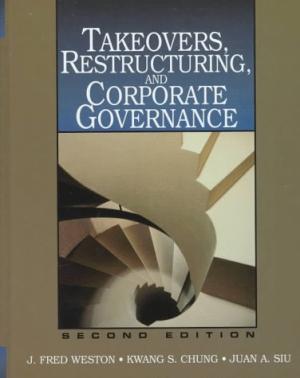 TAKEOVERS,
RESTRUCTURING,
AND
CORPORATE
GOVERNANCE
SECOND EDITION
J. FRED WESTON • KWANG S. CHUNG • JUAN A. SIU